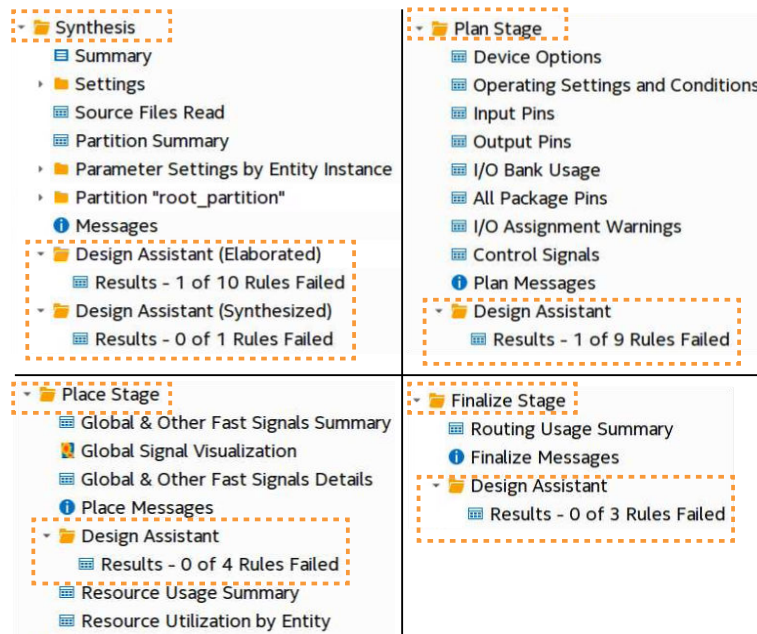 Synthesis
Summary
Settings
Source Files Read
Partition Summary
Parameter Settings by Entity Instance
Partition "root_partition"
Messages
Design Assistant (Elaborated)
Results - 1 of 10 Rules Failed
Design Assistant (Synthesized)
Results - 0 of 1 Rules Failed
Plan Stage
Device Options
Operating Settings and Conditions
Input Pins
Output Pins
I/O Bank Usage
All Package Pins
I/O Assignment Warnings
Control Signals
Plan Messages
Design Assistant
Results - 1 of 9 Rules Failed
Place Stage
Global & Other Fast Signals Summary
Global Signal Visualization
Global & Other Fast Signals Details
Place Messages
Design Assistant
Results - 0 of 4 Rules Failed
Resource Usage Summary
Resource Utilization by Entity
Finalize Stage
Routing Usage Summary
Finalize Messages
Design Assistant
Results - 0 of 3 Rules Failed